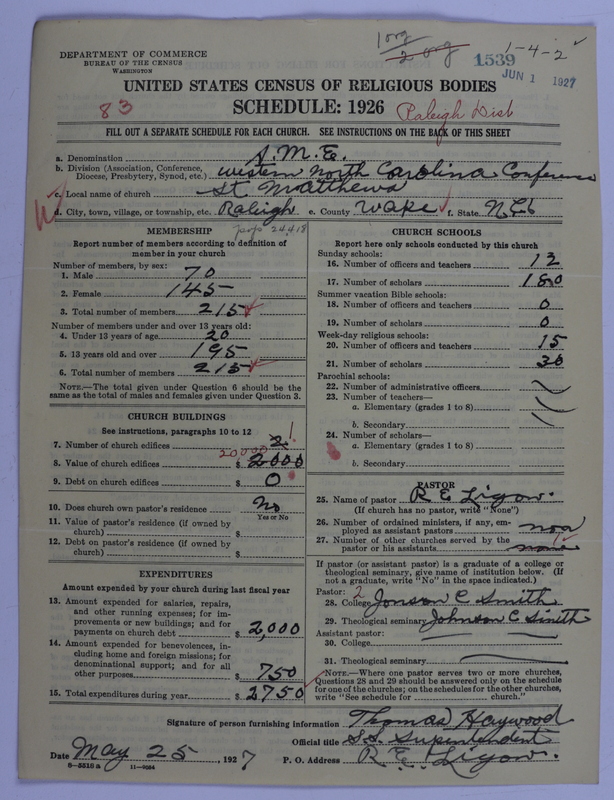 1 org
2 org
1-4-2
1539
JUN 1 1927
DEPARTMENT OF COMMERCE
BUREAU OF THE CENSUS
WASHINGTON
UNITED STATES CENSUS OF RELIGIOUS BODIES
83
SCHEDULE: 1926
Raleigh Dist
FILL OUT A SEPARATE SCHEDULE FOR EACH CHURCH. SEE INSTRUCTIONS ON THE BACK OF THIS SHEET
a. Denomination A.M.E.
b. Division (Association, Conference, Diocese, Presbytery, Synod, etc.) western North Carolina Conference
c. Local name of church St Matthews
d. City, town, village, or township, etc. Raleigh e. County Wake f. State N.C.
pop 24,418
MEMBERSHIP
Report number of members according to definition of
member in your church
Number of members, by sex:
1. Male 70
2. Female 145
3. Total number of members 215
Number of members under and over 13 years old:
4. Under 13 years of age 20
5. 13 years old and over 195
6. Total number of members 215
NOTE.—The total given under Question 6 should be the
same as the total of males and females given under Question 3.
CHURCH BUILDINGS
See instructions, paragraphs 10 to 12
7. Number of church edifices 2 1
20000
8. Value of church edifices $ 2000
9. Debt on church edifices $ 0
10. Does church own pastor's residence No
Yes or No
11. Value of pastor's residence (if owned by
church) $
12. Debt on pastor's residence (if owned by
church) $
EXPENDITURES
Amount expended by your church during last fiscal year
13. Amount expended for salaries, repairs,
and other running expenses; for im-
provements or new buildings; and for
payments on church debt $ 2,000
14. Amount expended for benevolences, in-
cluding home and foreign missions; for
denominational support; and for all
other purposes $ 750
15. Total expenditures during year $ 2750
CHURCH SCHOOLS
Report here only schools conducted by this church
Sunday schools:
16. Number of officers and teachers 12
17. Number of scholars 180
Summer vacation Bible schools:
18. Number of officers and teachers 0
19. Number of scholars 0
Week-day religious schools:
20. Number of officers and teachers 15
21. Number of scholars 30
Parochial schools:
22. Number of administrative officers
23. Number of teachers—
a. Elementary (grades 1 to 8)
b. Secondary
24. Number of scholars—
a. Elementary (grades 1 to 8)
b. Secondary
PASTOR
25. Name of pastor R E Ligon.
(If church has no pastor, write "None")
26. Number of ordained ministers, if any, em-
ployed as assistant pastors
27. Number of other churches served by the
pastor or his assistants
If pastor (or assistant pastor) is a graduate of a college or
theological seminary, give name of institution below. (If
not a graduate, write "No" in the space indicated.)
Pastor: 2
28. College Jonson C Smith
29. Theological seminary Johnson C Smith
Assistant pastor:
30. College
31. Theological seminary
NOTE.—Where one pastor serves two or more churches,
Questions 28 and 29 should be answered only on the schedule
for one of the churches; on the schedules for the other churches,
write "See schedule for church."
Signature of person furnishing information Thomas Haywood
Official title S.S. Supentendent
Date May 25, 1927 P. O. Address R. E. Ligon.
8-5318 a 11-9034